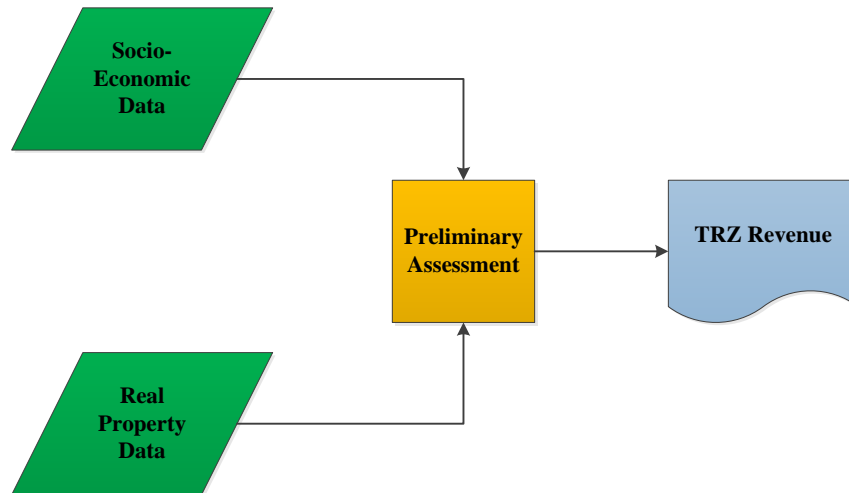 Socio-
Economic
Data
Preliminary
Assessment
TRZ Revenue
Real
Property
Data